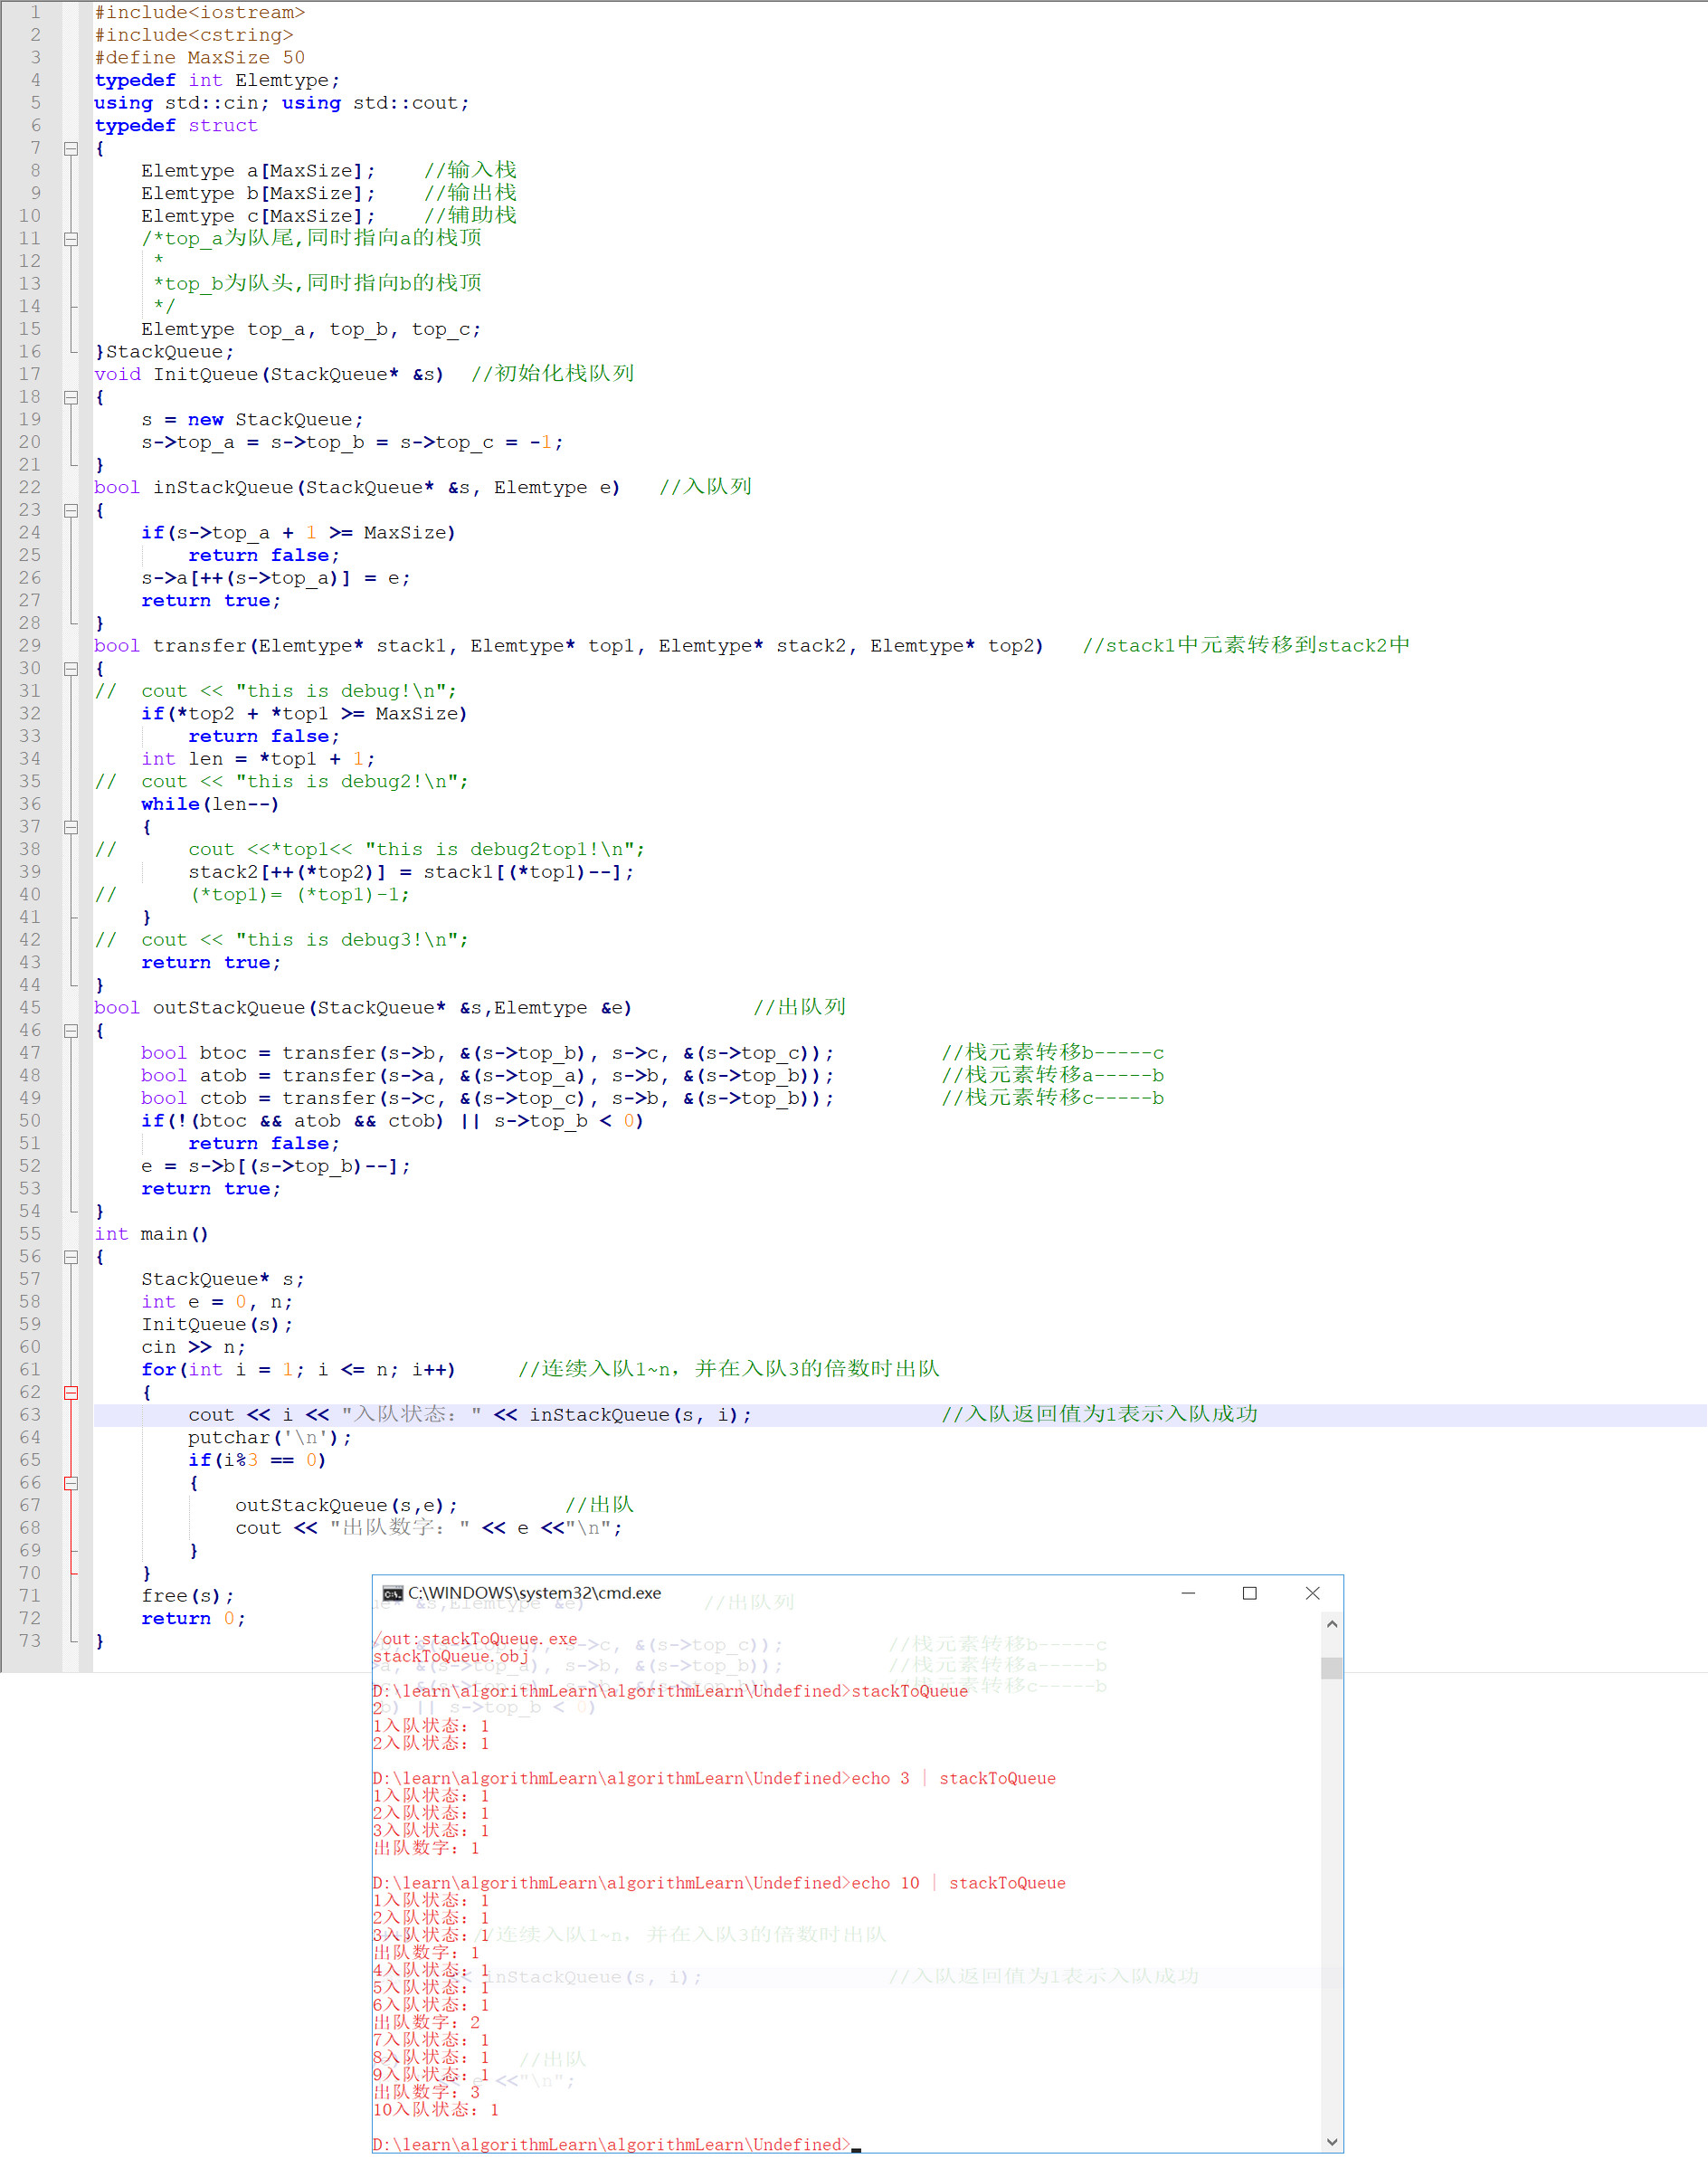 1 #include<iostream>
2 #include<cstring>
3 #define MaxSize 50
4 typedef int Elemtype;
5 using std::cin; using std::cout;
6 typedef struct
7 {
8     Elemtype a[MaxSize];    //输入栈
9     Elemtype b[MaxSize];    //输出栈
10     Elemtype c[MaxSize];    //辅助栈
11     /*top_a为队尾,同时指向a的栈顶
12      *
13      *top_b为队头,同时指向b的栈顶
14      */
15     Elemtype top_a, top_b, top_c;
16 }StackQueue;
17 void InitQueue(StackQueue* &s)  //初始化栈队列
18 {
19     s = new StackQueue;
20     s->top_a = s->top_b = s->top_c = -1;
21 }
22 bool inStackQueue(StackQueue* &s, Elemtype e)   //入队列
23 {
24     if(s->top_a + 1 >= MaxSize)
25         return false;
26     s->a[++(s->top_a)] = e;
27     return true;
28 }
29 bool transfer(Elemtype* stack1, Elemtype* top1, Elemtype* stack2, Elemtype* top2)   //stack1中元素转移到stack2中
30 {
31 //  cout << "this is debug!\n";
32     if(*top2 + *top1 >= MaxSize)
33         return false;
34     int len = *top1 + 1;
35 //  cout << "this is debug2!\n";
36     while(len--)
37     {
38 //      cout <<*top1<< "this is debug2top1!\n";
39         stack2[++(*top2)] = stack1[(*top1)--];
40 //      (*top1)= (*top1)-1;
41     }
42 //  cout << "this is debug3!\n";
43     return true;
44 }
45 bool outStackQueue(StackQueue* &s,Elemtype &e)          //出队列
46 {
47     bool btoc = transfer(s->b, &(s->top_b), s->c, &(s->top_c));         //栈元素转移b-----c
48     bool atob = transfer(s->a, &(s->top_a), s->b, &(s->top_b));         //栈元素转移a-----b
49     bool ctob = transfer(s->c, &(s->top_c), s->b, &(s->top_b));         //栈元素转移c-----b
50     if(!(btoc && atob && ctob) || s->top_b < 0)
51         return false;
52     e = s->b[(s->top_b)--];
53     return true;
54 }
55 int main()
56 {
57     StackQueue* s;
58     int e = 0, n;
59     InitQueue(s);
60     cin >> n;
61     for(int i = 1; i <= n; i++)     //连续入队1~n，并在入队3的倍数时出队
62     {
63         cout << i << "入队状态：" << inStackQueue(s, i);                //入队返回值为1表示入队成功
64         putchar('\n');
65         if(i%3 == 0)
66         {
67             outStackQueue(s,e);         //出队
68             cout << "出队数字：" << e <<"\n";
69         }
70     }
71     free(s);
72     return 0;
73 }
C:\WINDOWS\system32\cmd.exe
/out:stackToQueue.exe
stackToQueue.obj
D:\learn\algorithmLearn\algorithmLearn\Undefined>stackToQueue
2
1入队状态：1
2入队状态：1
D:\learn\algorithmLearn\algorithmLearn\Undefined>echo 3 | stackToQueue
1入队状态：1
2入队状态：1
3入队状态：1
出队数字：1
D:\learn\algorithmLearn\algorithmLearn\Undefined>echo 10 | stackToQueue
1入队状态：1
2入队状态：1
3入队状态：1
出队数字：1
4入队状态：1
5入队状态：1
6入队状态：1
出队数字：2
7入队状态：1
8入队状态：1
9入队状态：1
出队数字：3
10入队状态：1
D:\learn\algorithmLearn\algorithmLearn\Undefined>